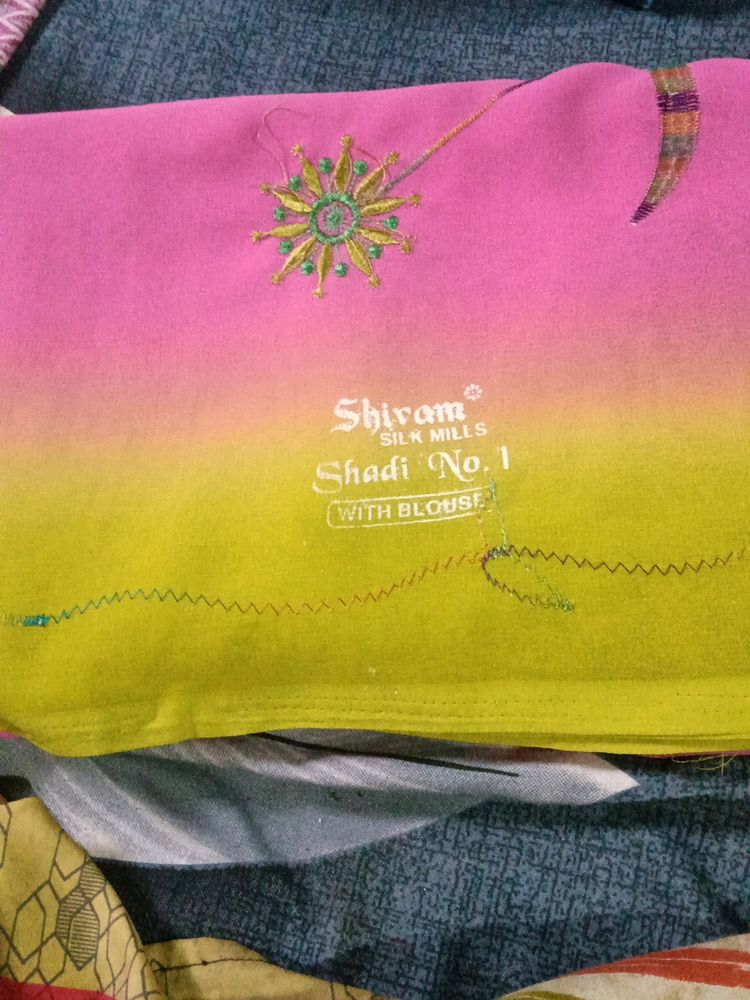 Shivam
SILK MILLS
Shadi No. 1
WITH BLOUSE